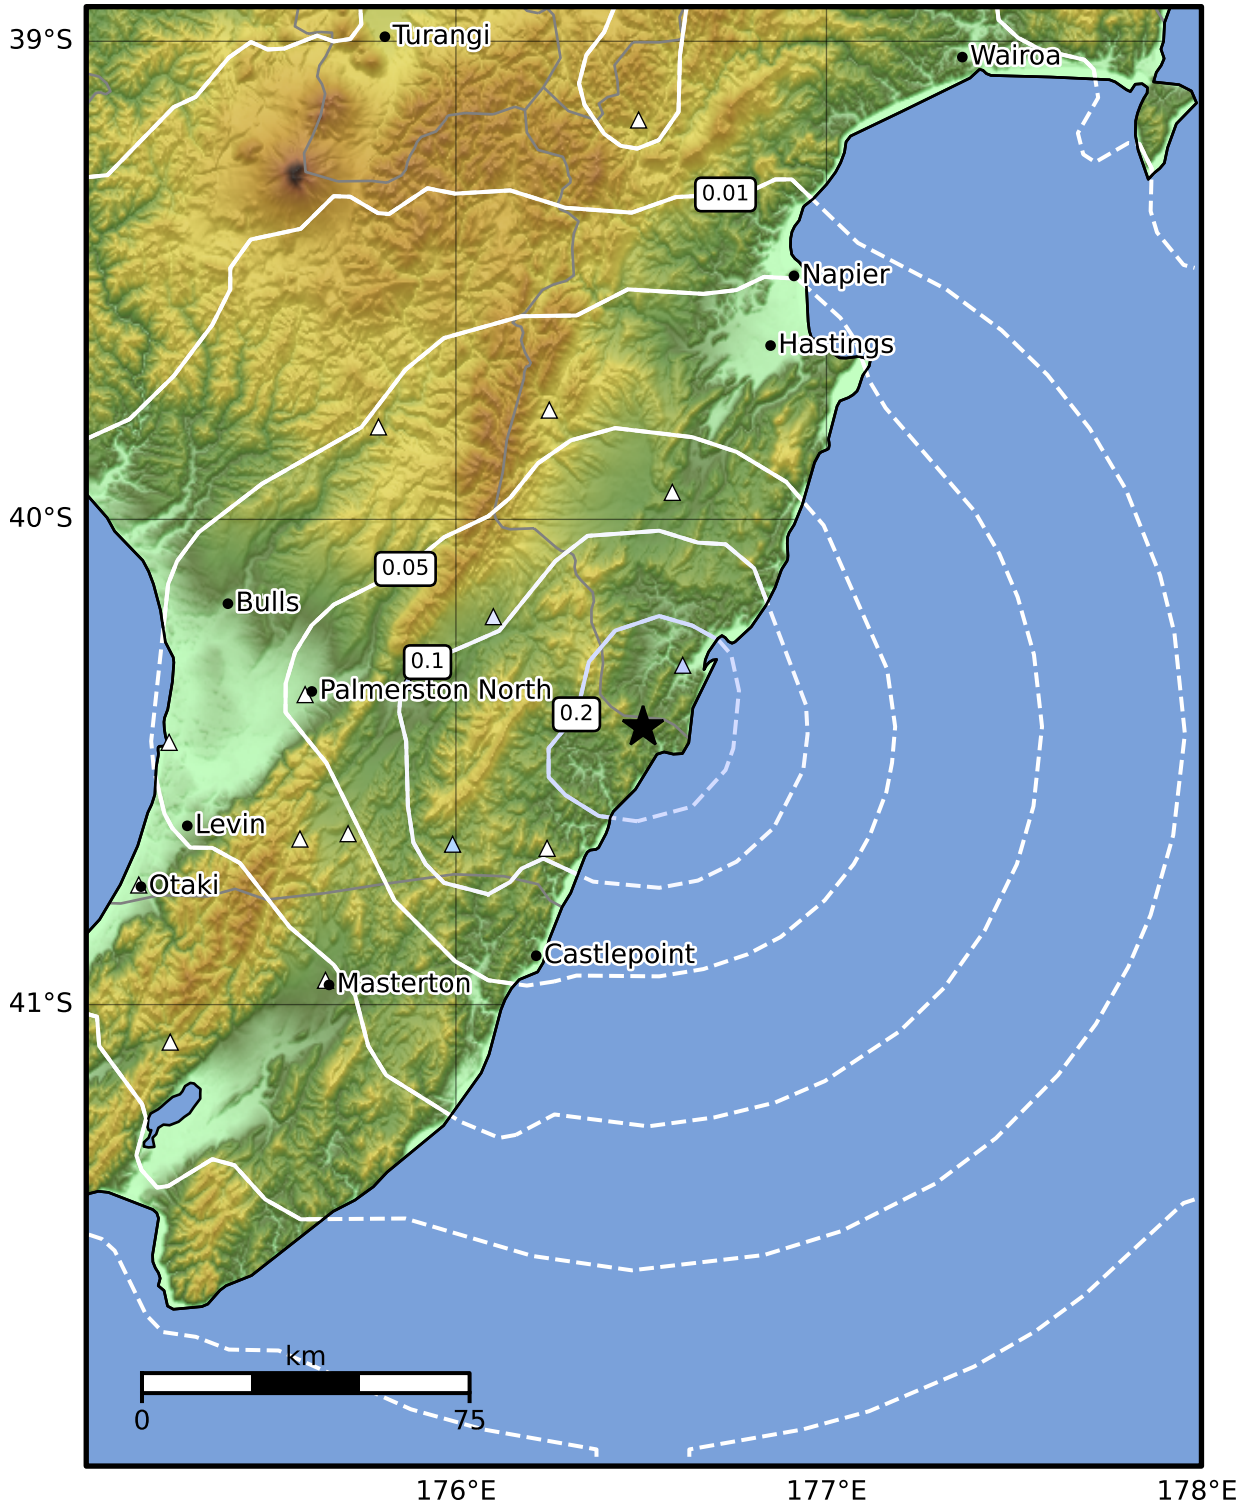 39°S
Turangi
Wairoa
0.01
Napier
Hastings
40°S
0.05
Bulls
0.1
Palmerston North
0.2
Levin
Otaki
Castlepoint
Masterton
41°S
km
0 75
176°E 177°E 178°E